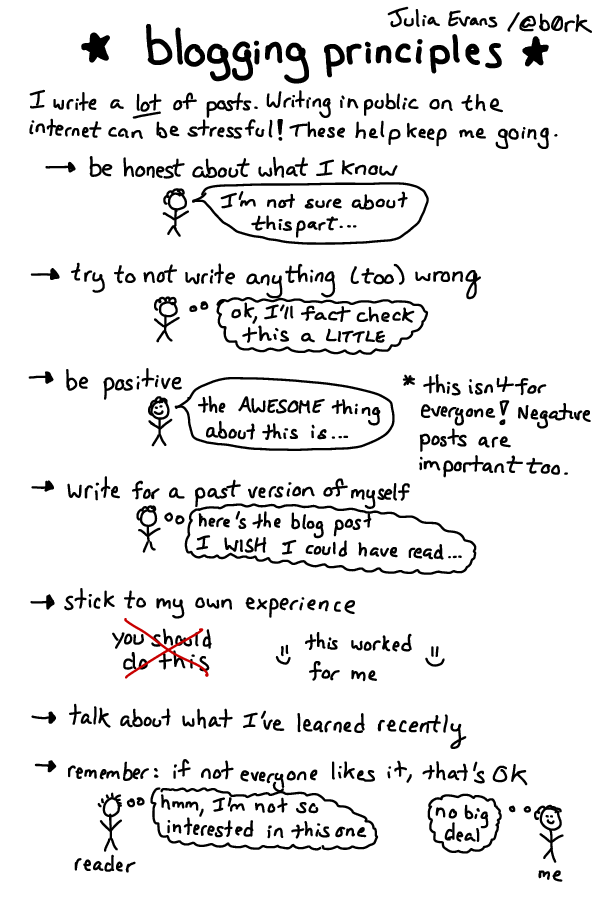 Julia Evans /@b0rk
★ blogging principles ★
I write a lot of posts. Writing in public on the
internet can be stressful! These help keep me going.
→ be honest about what I know
I'm not sure about
this part...
→ try to not write anything (too) wrong
ok, I'll fact check
this a LITTLE
→ be positive
the AWESOME thing
about this is...
* this isn't for
everyone! Negative
posts are
important too.
→ write for a past version of myself
here's the blog post
I WISH I could have read...
→ stick to my own experience
you should
do this
this worked
for me
→ talk about what I've learned recently
→ remember: if not everyone likes it, that's OK
hmm, I'm not so
interested in this one
reader
no big
deal
me